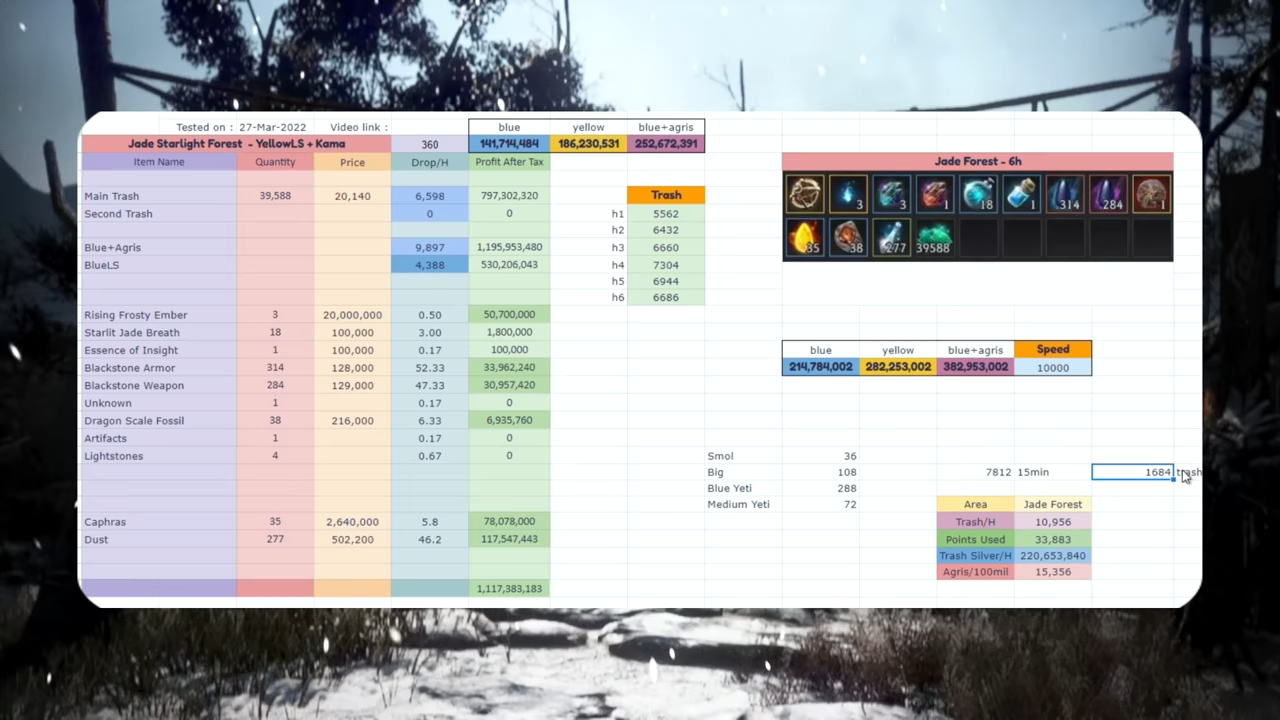 Tested on : 27-Mar-2022 Video link : blue yellow blue+agris
Jade Starlight Forest - YellowLS + Kama 360 141,714,484 186,230,531 252,672,391
Item Name Quantity Price Drop/H Profit After Tax
Main Trash 39,588 20,140 6,598 797,302,320 Trash
Second Trash 0 0 h1 5562
h2 6432
Blue+Agris 9,897 1,195,953,480 h3 6660
BlueLS 4,388 530,206,043 h4 7304
h5 6944
h6 6686
Rising Frosty Ember 3 20,000,000 0.50 50,700,000
Starlit Jade Breath 18 100,000 3.00 1,800,000
Essence of Insight 1 100,000 0.17 100,000
Blackstone Armor 314 128,000 52.33 33,962,240
Blackstone Weapon 284 129,000 47.33 30,957,420
Unknown 1 0.17 0
Dragon Scale Fossil 38 216,000 6.33 6,935,760
Artifacts 1 0.17 0
Lightstones 4 0.67 0
Caphras 35 2,640,000 5.8 78,078,000
Dust 277 502,200 46.2 117,547,443
1,117,383,183
Jade Forest - 6h
3 3 1 18 1 314 284 1
35 38 277 39588
blue yellow blue+agris Speed
214,784,002 282,253,002 382,953,002 10000
Smol 36
Big 108 7812 15min 1684 trash
Blue Yeti 288
Medium Yeti 72
Area Jade Forest
Trash/H 10,956
Points Used 33,883
Trash Silver/H 220,653,840
Agris/100mil 15,356